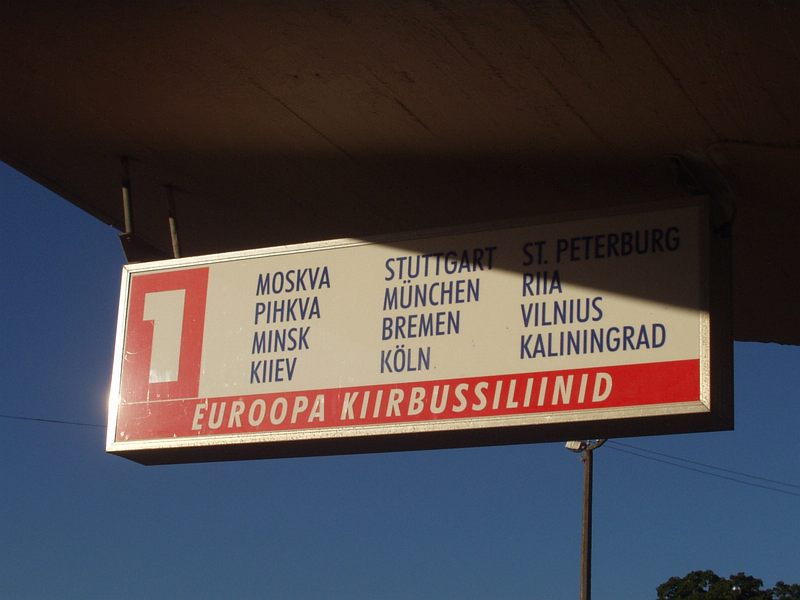 1
MOSKVA
PIHKVA
MINSK
KIIEV
STUTTGART
MÜNCHEN
BREMEN
KÖLN
ST. PETERBURG
RIIA
VILNIUS
KALININGRAD
EUROOPA KIIRBUSSILIINID